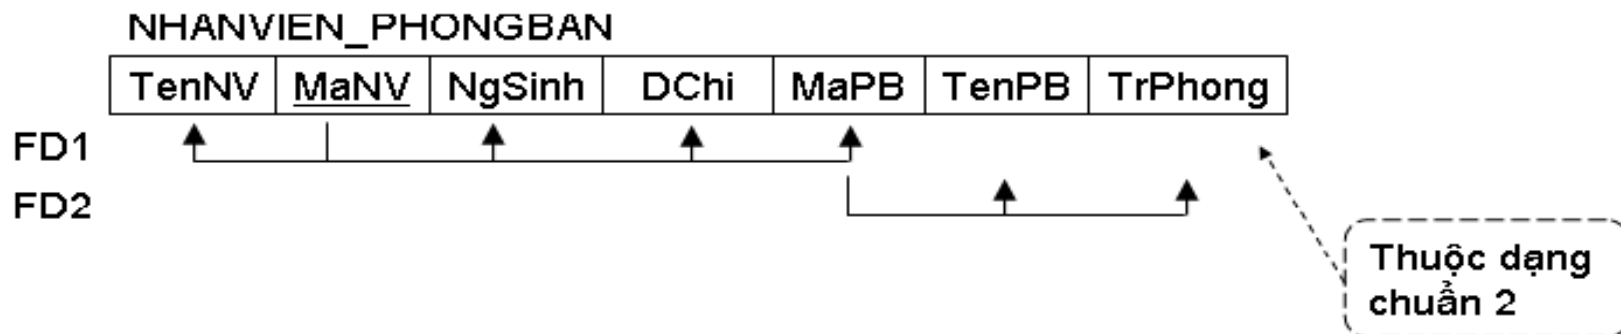 NHANVIEN_PHONGBAN
TenNV MaNV NgSinh DChi MaPB TenPB TrPhong
FD1
FD2
Thuộc dạng
chuẩn 2